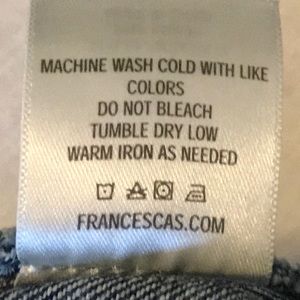 MACHINE WASH COLD WITH LIKE
COLORS
DO NOT BLEACH
TUMBLE DRY LOW
WARM IRON AS NEEDED
FRANCESCAS.COM